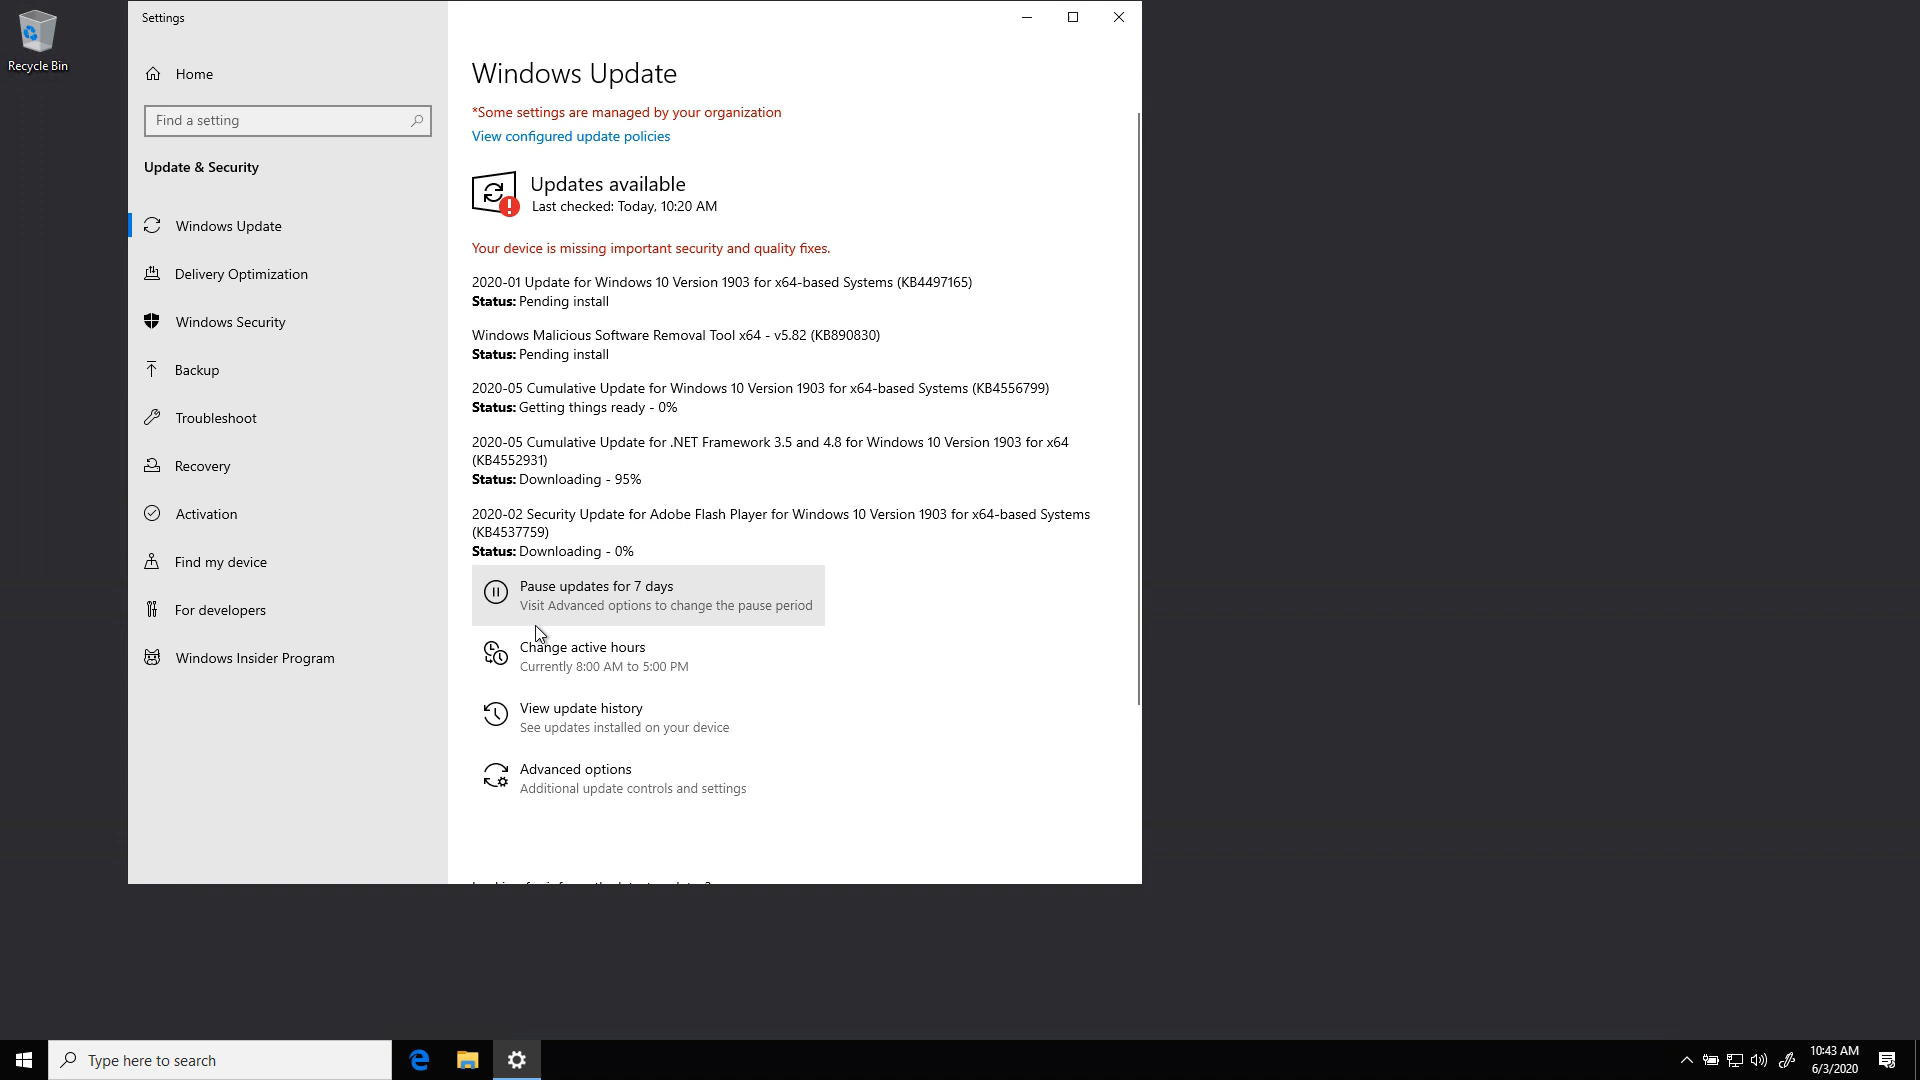 Recycle Bin
Settings
Home
Find a setting
Update & Security
Windows Update
Delivery Optimization
Windows Security
Backup
Troubleshoot
Recovery
Activation
Find my device
For developers
Windows Insider Program
Windows Update
*Some settings are managed by your organization
View configured update policies
Updates available
Last checked: Today, 10:20 AM
Your device is missing important security and quality fixes.
2020-01 Update for Windows 10 Version 1903 for x64-based Systems (KB4497165)
Status: Pending install
Windows Malicious Software Removal Tool x64 - v5.82 (KB890830)
Status: Pending install
2020-05 Cumulative Update for Windows 10 Version 1903 for x64-based Systems (KB4556799)
Status: Getting things ready - 0%
2020-05 Cumulative Update for .NET Framework 3.5 and 4.8 for Windows 10 Version 1903 for x64
(KB4552931)
Status: Downloading - 95%
2020-02 Security Update for Adobe Flash Player for Windows 10 Version 1903 for x64-based Systems
(KB4537759)
Status: Downloading - 0%
Pause updates for 7 days
Visit Advanced options to change the pause period
Change active hours
Currently 8:00 AM to 5:00 PM
View update history
See updates installed on your device
Advanced options
Additional update controls and settings
Type here to search
10:43 AM
6/3/2020